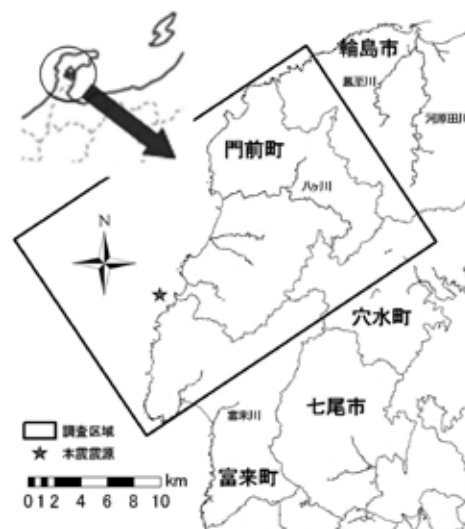 輪島市
鳳至川
河原田川
門前町
八ヶ川
N
穴水町
富来川
七尾市
富来町
調査区域
本震震源
km
0 1 2 4 6 8 10